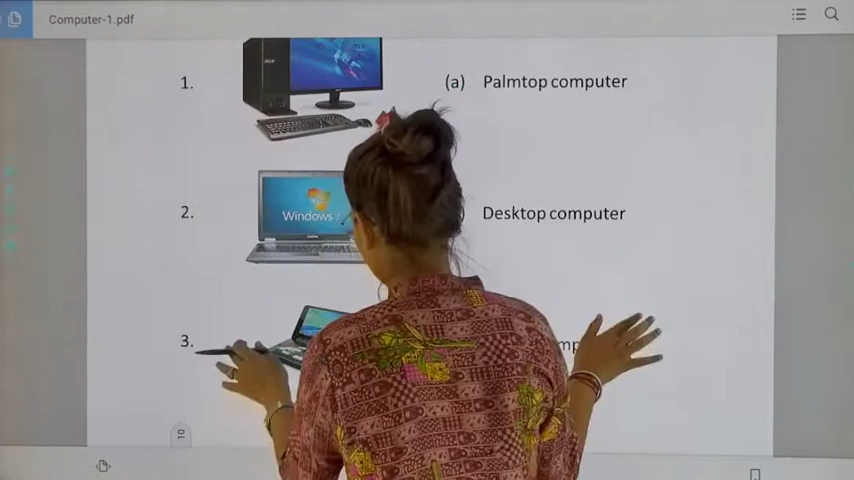 Computer-1.pdf
1.
(a) Palmtop computer
2.
Windows
Desktop computer
3.
10